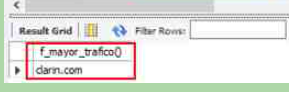 Result Grid Filter Rows:
f_mayor_trafico()
clarin.com